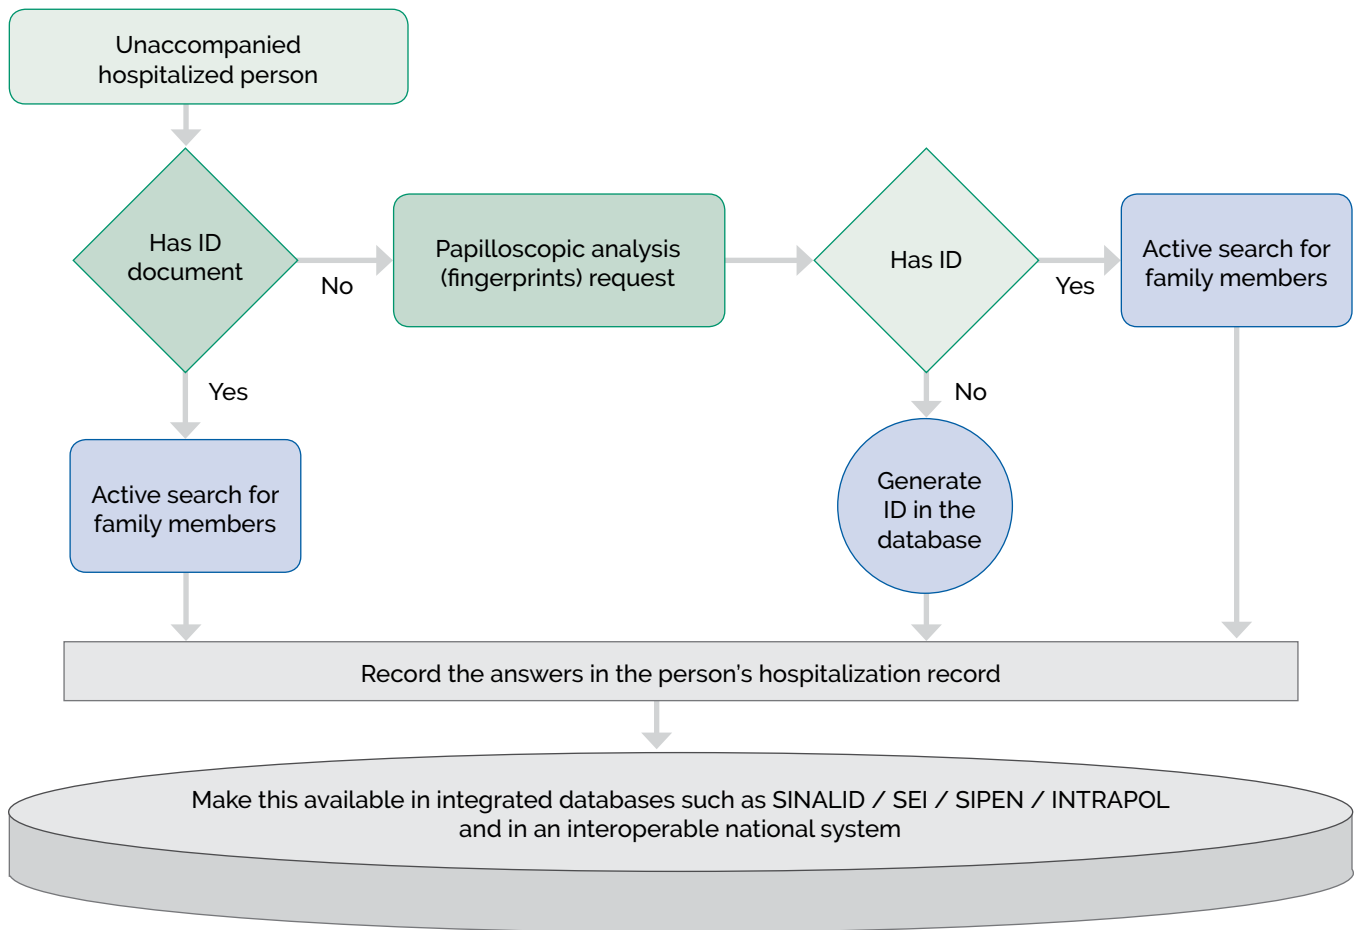 Unaccompanied
hospitalized person
Has ID
document
No
Papilloscopic analysis
(fingerprints) request
Has ID
Yes
Active search for
family members
Yes
No
Active search for
family members
Generate
ID in the
database
Record the answers in the person’s hospitalization record
Make this available in integrated databases such as SINALID / SEI / SIPEN / INTRAPOL
and in an interoperable national system